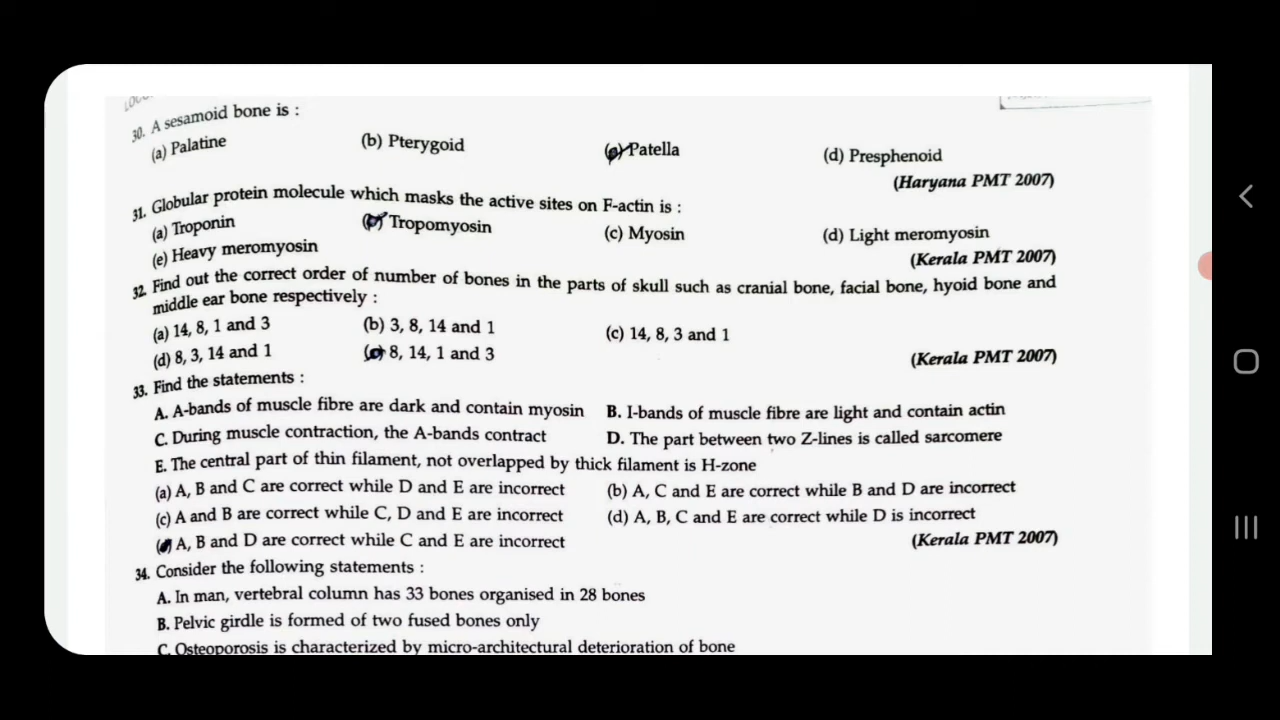 30. A sesamoid bone is :
(a) Palatine (b) Pterygoid Patella (d) Presphenoid
(Haryana PMT 2007)
31. Globular protein molecule which masks the active sites on F-actin is :
(a) Troponin Tropomyosin (c) Myosin (d) Light meromyosin
(e) Heavy meromyosin (Kerala PMT 2007)
32. Find out the correct order of number of bones in the parts of skull such as cranial bone, facial bone, hyoid bone and
middle ear bone respectively :
(a) 14, 8, 1 and 3 (b) 3, 8, 14 and 1 (c) 14, 8, 3 and 1
(d) 8, 3, 14 and 1 8, 14, 1 and 3 (Kerala PMT 2007)
33. Find the statements :
A. A-bands of muscle fibre are dark and contain myosin B. I-bands of muscle fibre are light and contain actin
C. During muscle contraction, the A-bands contract D. The part between two Z-lines is called sarcomere
E. The central part of thin filament, not overlapped by thick filament is H-zone
(a) A, B and C are correct while D and E are incorrect (b) A, C and E are correct while B and D are incorrect
(c) A and B are correct while C, D and E are incorrect (d) A, B, C and E are correct while D is incorrect
A, B and D are correct while C and E are incorrect (Kerala PMT 2007)
34. Consider the following statements :
A. In man, vertebral column has 33 bones organised in 28 bones
B. Pelvic girdle is formed of two fused bones only
C. Osteoporosis is characterized by micro-architectural deterioration of bone